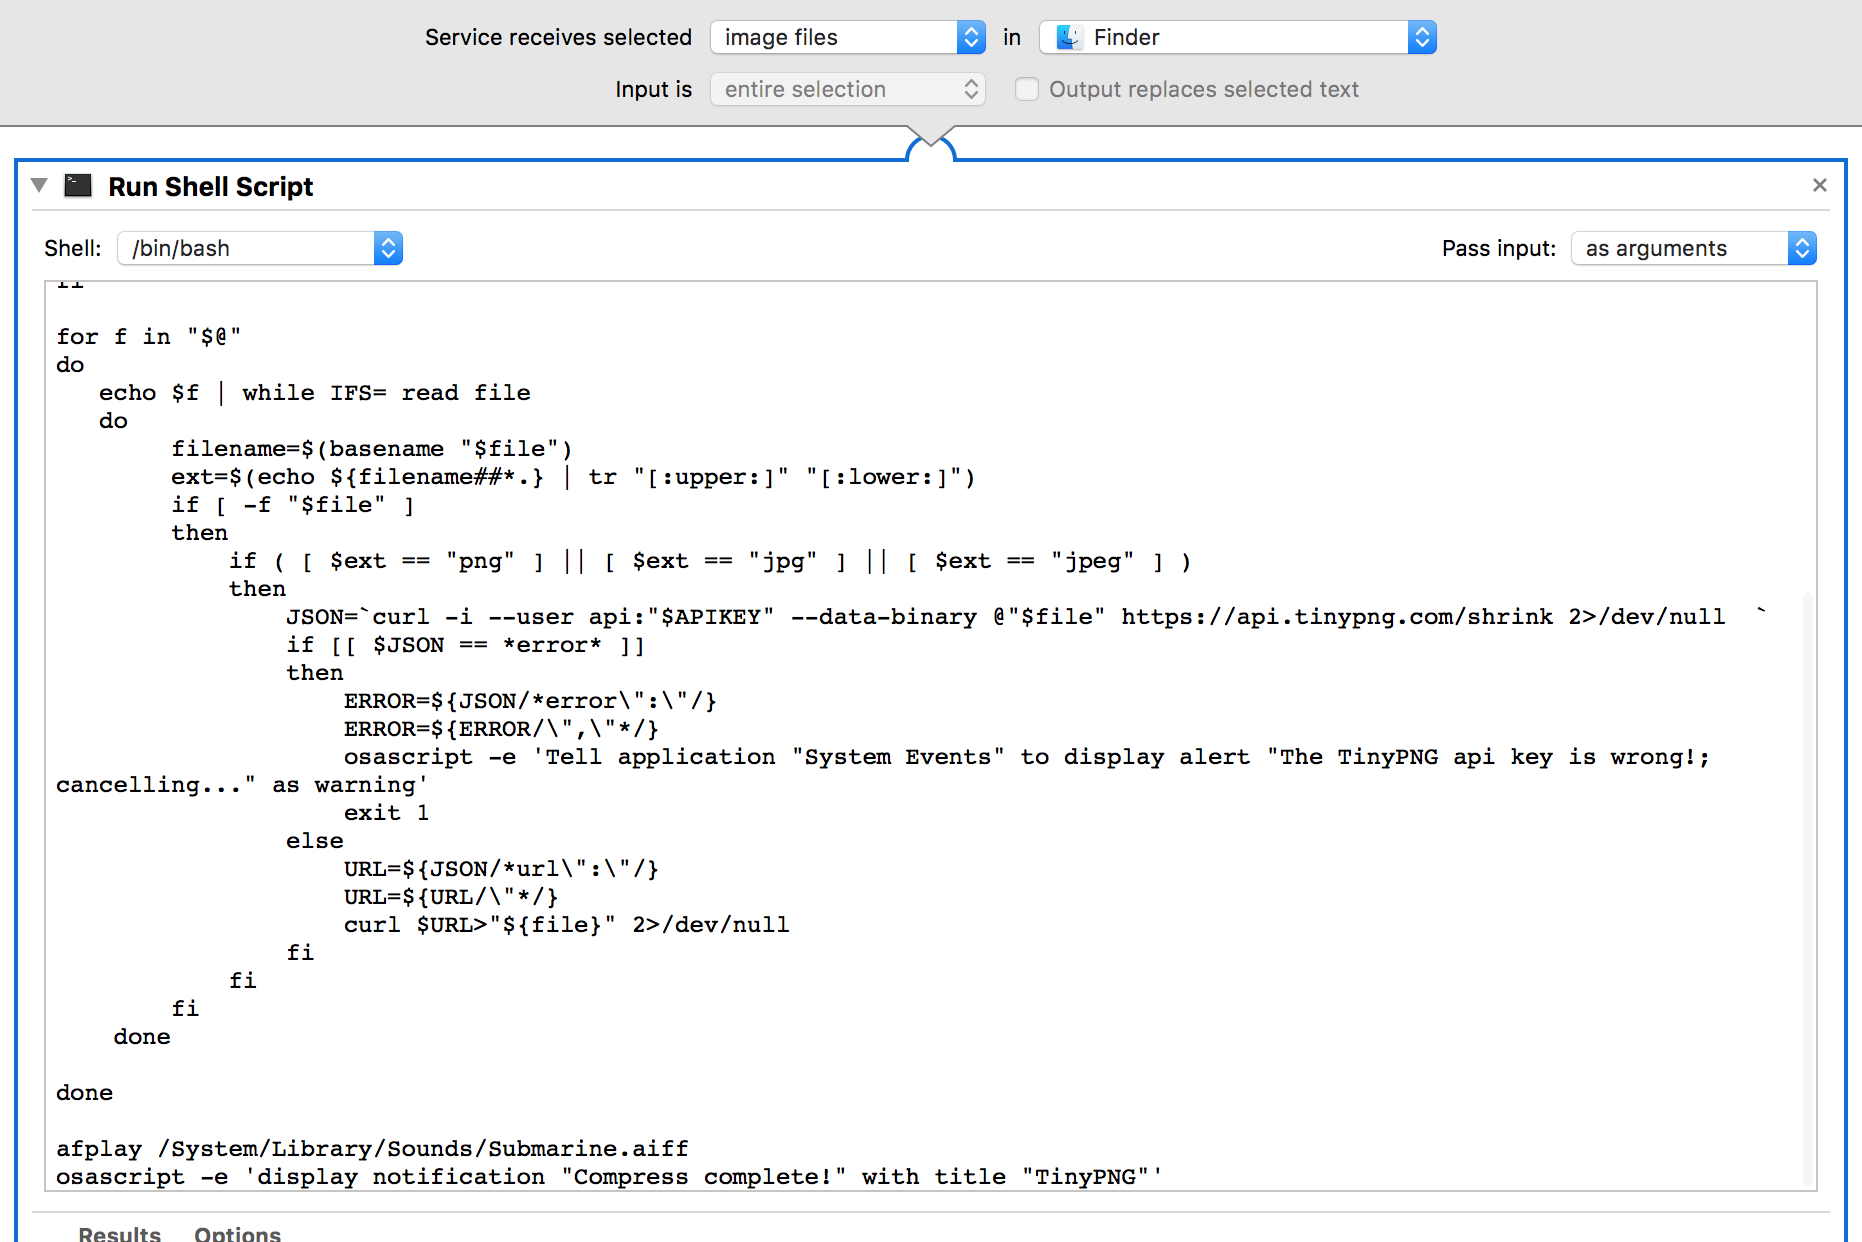 Service receives selected image files in Finder
Input is entire selection Output replaces selected text
Run Shell Script
Shell: /bin/bash Pass input: as arguments
for f in "$@"
do
echo $f | while IFS= read file
do
filename=$(basename "$file")
ext=$(echo ${filename##*.} | tr "[:upper:]" "[:lower:]")
if [ -f "$file" ]
then
if ( [ $ext == "png" ] || [ $ext == "jpg" ] || [ $ext == "jpeg" ] )
then
JSON=`curl -i --user api:"$APIKEY" --data-binary @"$file" https://api.tinypng.com/shrink 2>/dev/null `
if [[ $JSON == *error* ]]
then
ERROR=${JSON/*error\":\"/}
ERROR=${ERROR/\",\"*/}
osascript -e 'Tell application "System Events" to display alert "The TinyPNG api key is wrong!;
cancelling..." as warning'
exit 1
else
URL=${JSON/*url\":\"/}
URL=${URL/\"*/}
curl $URL>"${file}" 2>/dev/null
fi
fi
fi
done
done
afplay /System/Library/Sounds/Submarine.aiff
osascript -e 'display notification "Compress complete!" with title "TinyPNG"'
Results Options